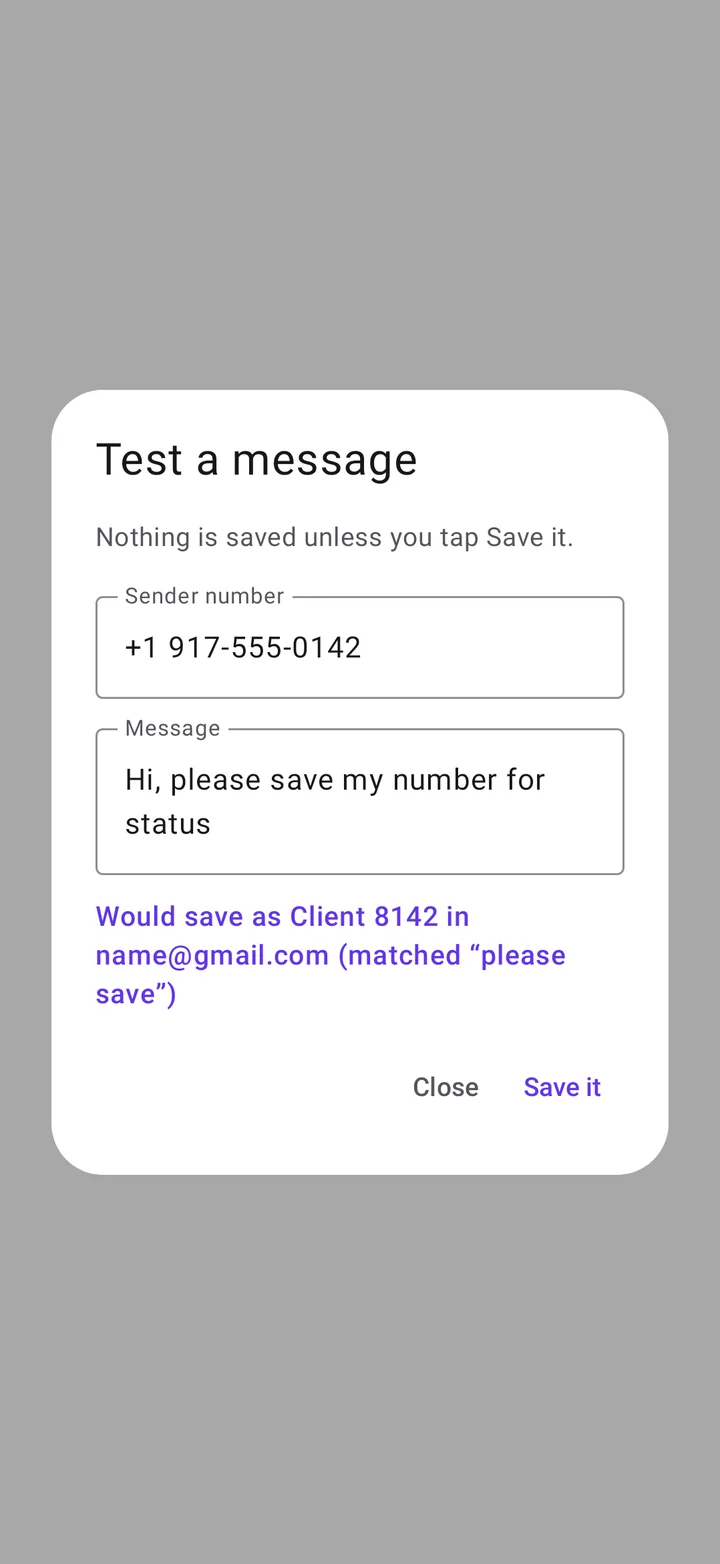 Test a message
Nothing is saved unless you tap Save it.
Sender number
+1 917-555-0142
Message
Hi, please save my number for
status
Would save as Client 8142 in
name@gmail.com (matched “please
save”)
Close
Save it